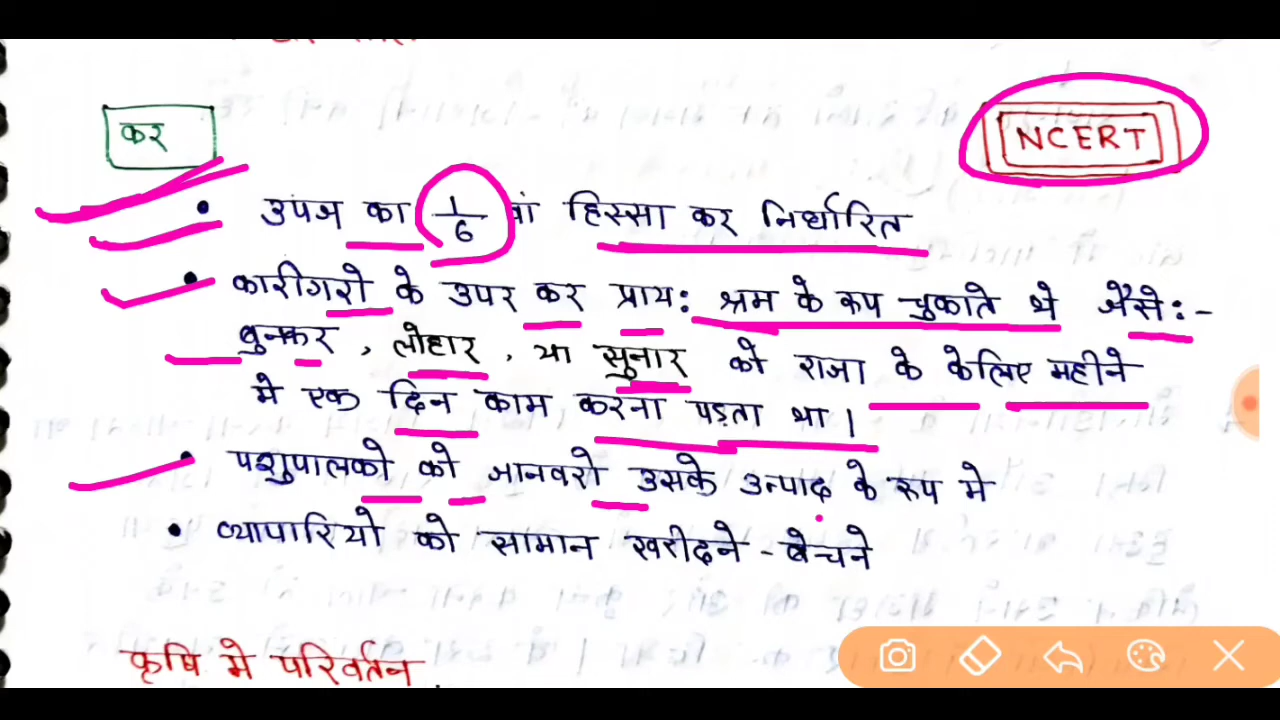 कर
NCERT
उपज का 1/6 वां हिस्सा कर निर्धारित
कारीगरो के उपर कर प्राय: श्रम के रूप चुकाते थे जैसे:-
बुनकर , लोहार , या सुनार को राजा के केलिए महीने
मे एक दिन काम करना पड़ता था।
पशुपालको को जानवरो उसके उत्पाद के रूप मे
व्यापारियो को सामान खरीदने - बेचने
कृषि मे परिवर्तन